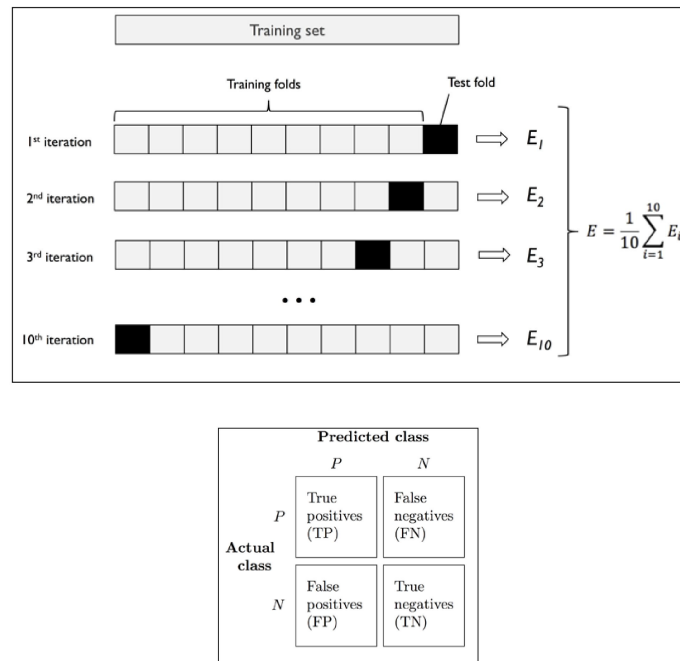 Training set
Training folds
Test fold
1st iteration
E1
2nd iteration
E2
3rd iteration
E3
E = 1/10 10∑i=1 Ei
• • •
10th iteration
E10
Predicted class
P N
P
True
positives
(TP)
False
negatives
(FN)
Actual
class
N
False
positives
(FP)
True
negatives
(TN)